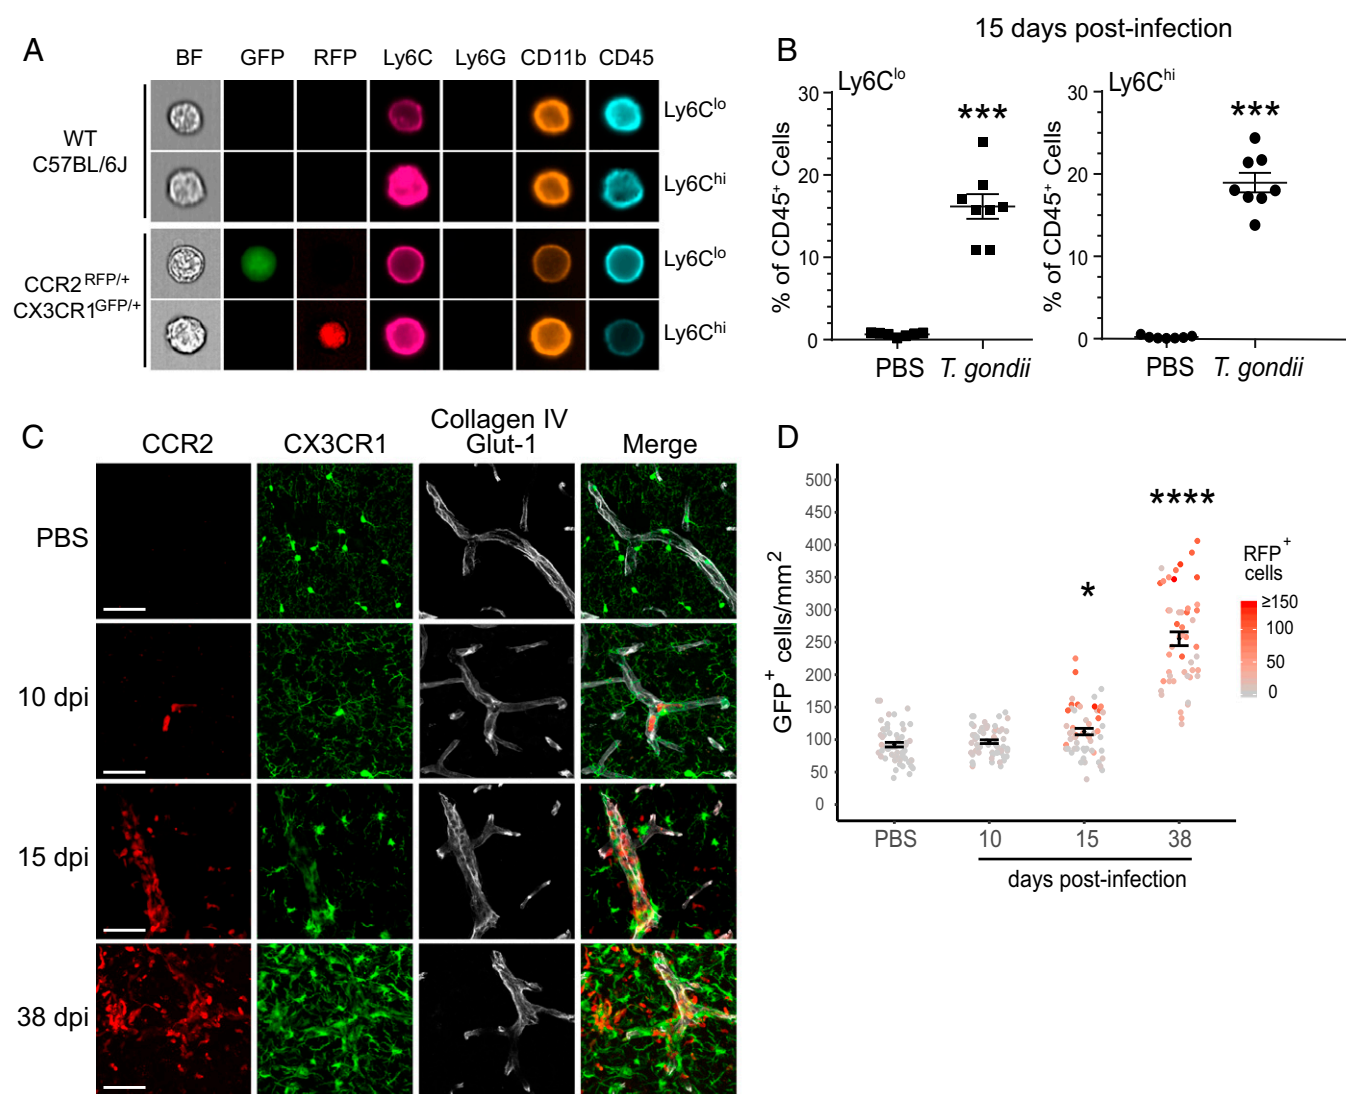 A
BF GFP RFP Ly6C Ly6G CD11b CD45
WT
C57BL/6J
Ly6Clo
Ly6Chi
CCR2RFP/+
CX3CR1GFP/+
Ly6Clo
Ly6Chi
B
15 days post-infection
Ly6Clo
% of CD45+ Cells
30
20
10
0
***
PBS T. gondii
Ly6Chi
% of CD45+ Cells
30
20
10
0
***
PBS T. gondii
C
CCR2 CX3CR1 Collagen IV Glut-1 Merge
PBS
10 dpi
15 dpi
38 dpi
D
GFP+ cells/mm2
500
450
400
350
300
250
200
150
100
50
0
*
****
PBS 10 15 38
days post-infection
RFP+
cells
≥150
100
50
0